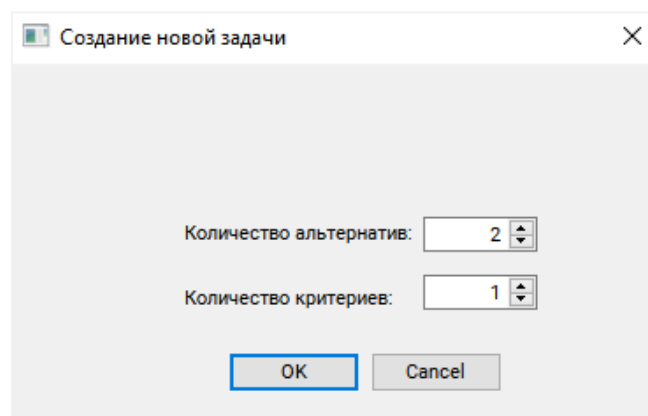 Создание новой задачи
Количество альтернатив: 2
Количество критериев: 1
OK Cancel